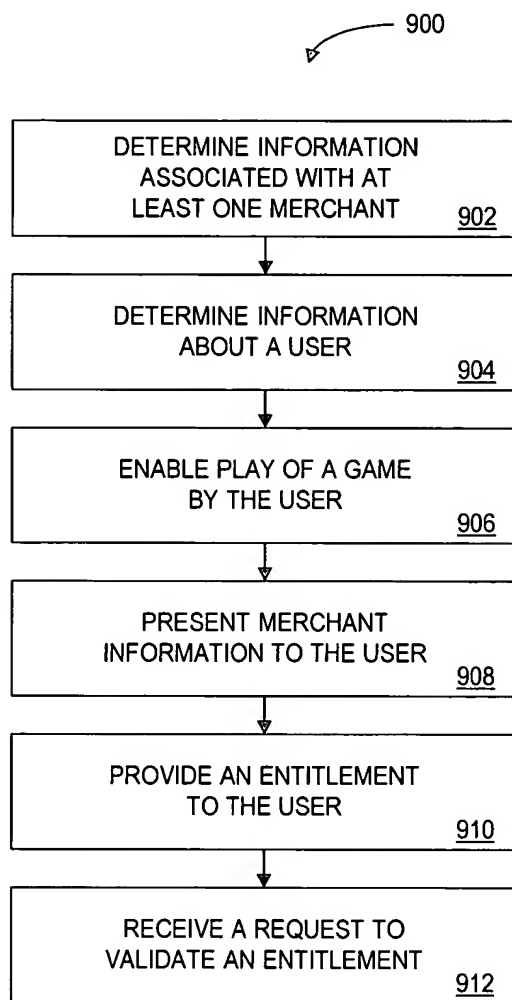 900
DETERMINE INFORMATION
ASSOCIATED WITH AT
LEAST ONE MERCHANT
902
DETERMINE INFORMATION
ABOUT A USER
904
ENABLE PLAY OF A GAME
BY THE USER
906
PRESENT MERCHANT
INFORMATION TO THE USER
908
PROVIDE AN ENTITLEMENT
TO THE USER
910
RECEIVE A REQUEST TO
VALIDATE AN ENTITLEMENT
912